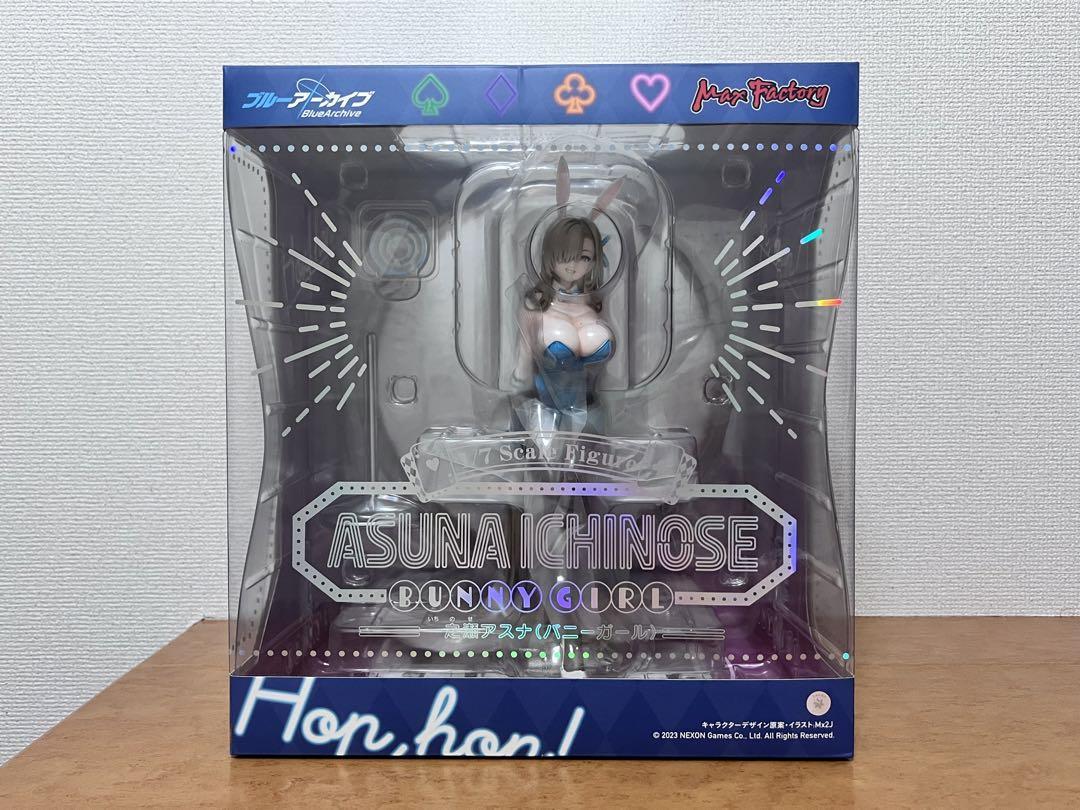 ブルーアーカイブ
BlueArchive
Max Factory
1/7 Scale Figure
ASUNA ICHINOSE
BUNNY GIRL
いちのせ
一之瀬アスナ(バニーガール)
Hop, hop!
キャラクターデザイン原案・イラスト:Mx2J
© 2023 NEXON Games Co., Ltd. All Rights Reserved.